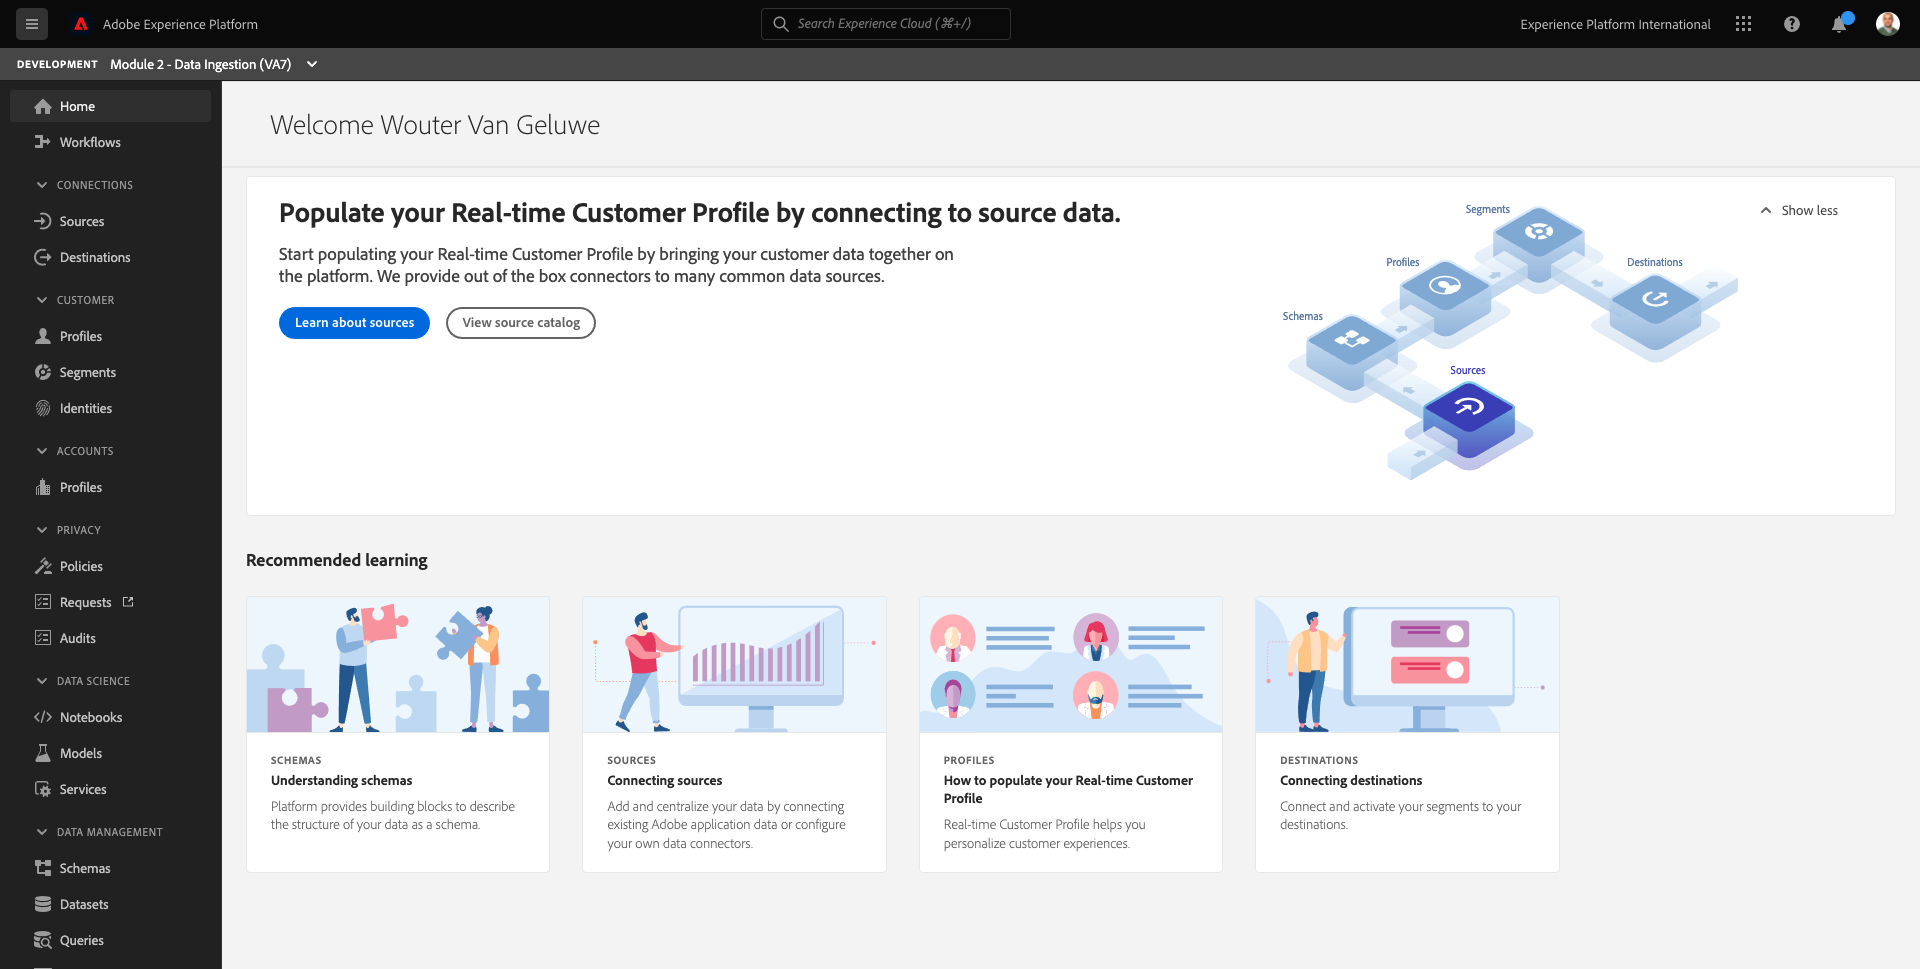 Adobe Experience Platform
Search Experience Cloud (⌘+/)
Experience Platform International
DEVELOPMENT Module 2 - Data Ingestion (VA7)
Home
Workflows
CONNECTIONS
Sources
Destinations
CUSTOMER
Profiles
Segments
Identities
ACCOUNTS
Profiles
PRIVACY
Policies
Requests
Audits
DATA SCIENCE
Notebooks
Models
Services
DATA MANAGEMENT
Schemas
Datasets
Queries
Welcome Wouter Van Geluwe
Populate your Real-time Customer Profile by connecting to source data.
Start populating your Real-time Customer Profile by bringing your customer data together on
the platform. We provide out of the box connectors to many common data sources.
Learn about sources
View source catalog
Show less
Segments
Profiles
Destinations
Schemas
Sources
Recommended learning
SCHEMAS
Understanding schemas
Platform provides building blocks to describe
the structure of your data as a schema.
SOURCES
Connecting sources
Add and centralize your data by connecting
existing Adobe application data or configure
your own data connectors.
PROFILES
How to populate your Real-time Customer
Profile
Real-time Customer Profile helps you
personalize customer experiences.
DESTINATIONS
Connecting destinations
Connect and activate your segments to your
destinations.